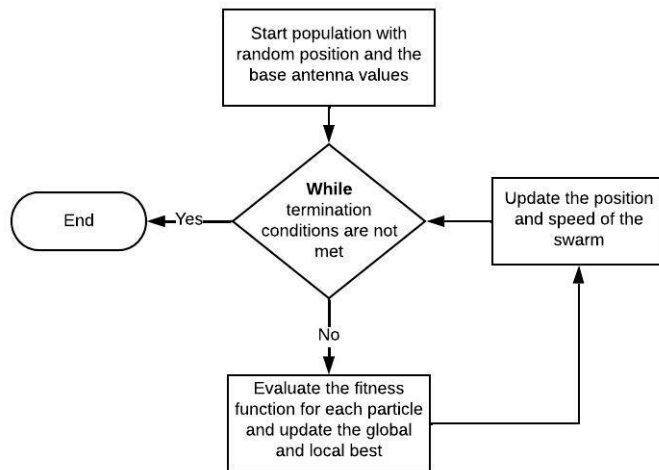 Start population with
random position and the
base antenna values
While
termination
conditions are not
met
Yes
End
Update the position
and speed of the
swarm
No
Evaluate the fitness
function for each particle
and update the global
and local best